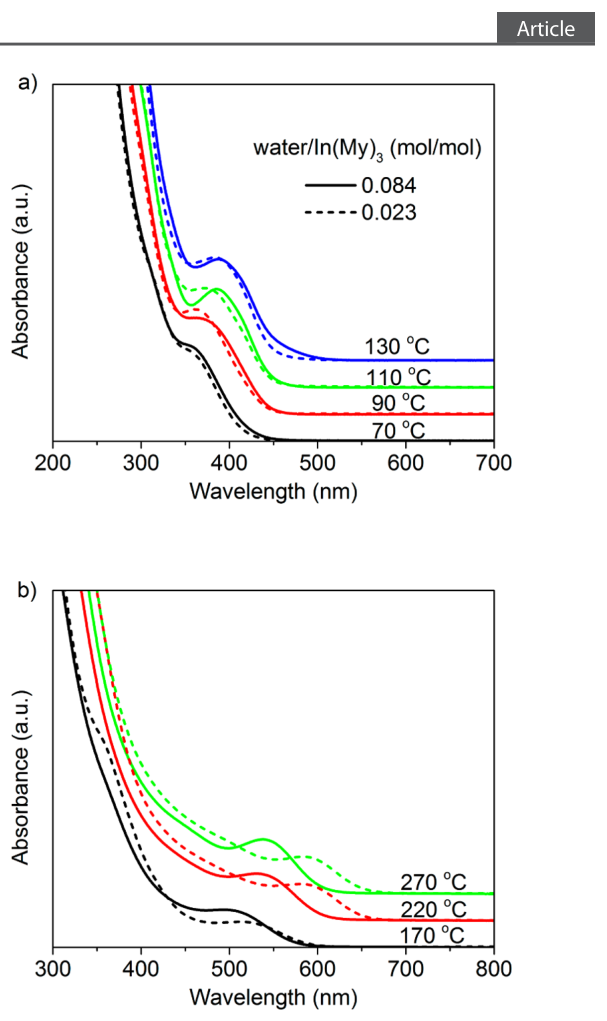 Article
a)
Absorbance (a.u.)
water/In(My)₃ (mol/mol)
0.084
0.023
130 °C
110 °C
90 °C
70 °C
200 300 400 500 600 700
Wavelength (nm)
b)
Absorbance (a.u.)
270 °C
220 °C
170 °C
300 400 500 600 700 800
Wavelength (nm)